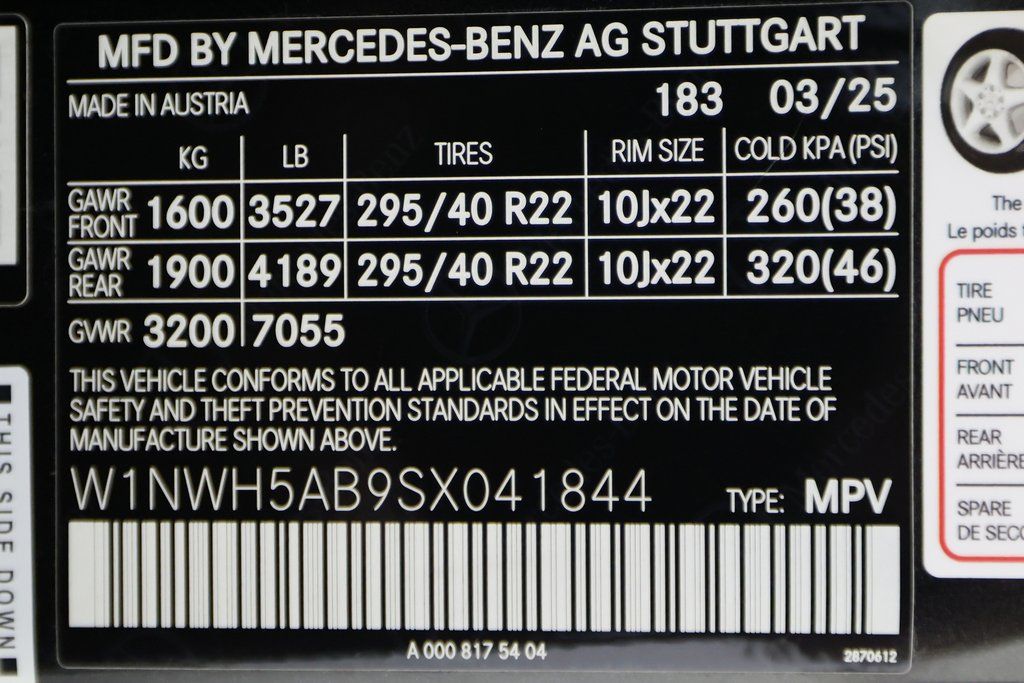 MFD BY MERCEDES-BENZ AG STUTTGART
MADE IN AUSTRIA 183 03/25
KG LB TIRES RIM SIZE COLD KPA(PSI)
GAWR FRONT 1600 3527 295/40 R22 10Jx22 260(38)
GAWR REAR 1900 4189 295/40 R22 10Jx22 320(46)
GVWR 3200 7055
THIS VEHICLE CONFORMS TO ALL APPLICABLE FEDERAL MOTOR VEHICLE
SAFETY AND THEFT PREVENTION STANDARDS IN EFFECT ON THE DATE OF
MANUFACTURE SHOWN ABOVE.
W1NWH5AB9SX041844 TYPE: MPV
A 000 817 54 04
2870612
THIS SIDE DOWN
The
Le poids
TIRE
PNEU
FRONT
AVANT
REAR
ARRIÈRE
SPARE
DE